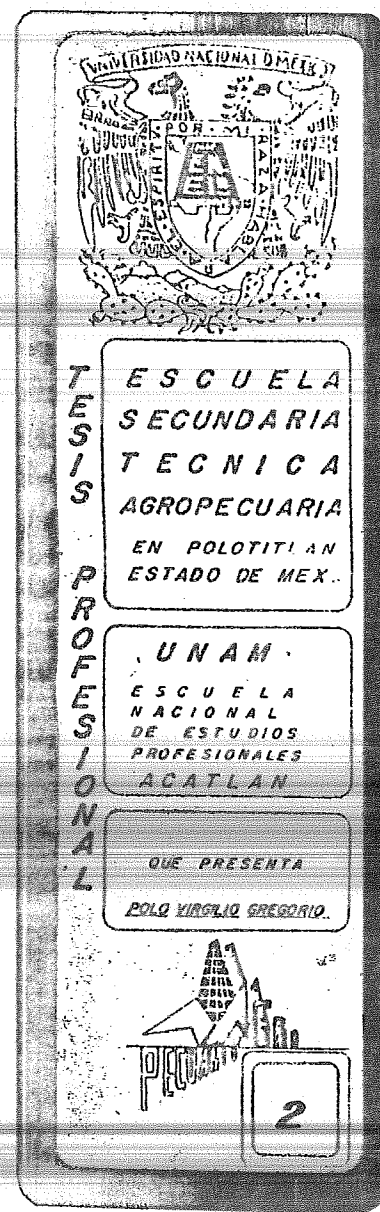 UNIVERSIDAD NACIONAL D MEXICO
POR MI RAZA HABLARA EL ESPIRITU
TESIS PROFESIONAL
ESCUELA
SECUNDARIA
TECNICA
AGROPECUARIA
EN POLOTITLAN
ESTADO DE MEX.
UNAM
ESCUELA
NACIONAL
DE ESTUDIOS
PROFESIONALES
ACATLAN
QUE PRESENTA
POLO VIRGILIO GREGORIO.
2